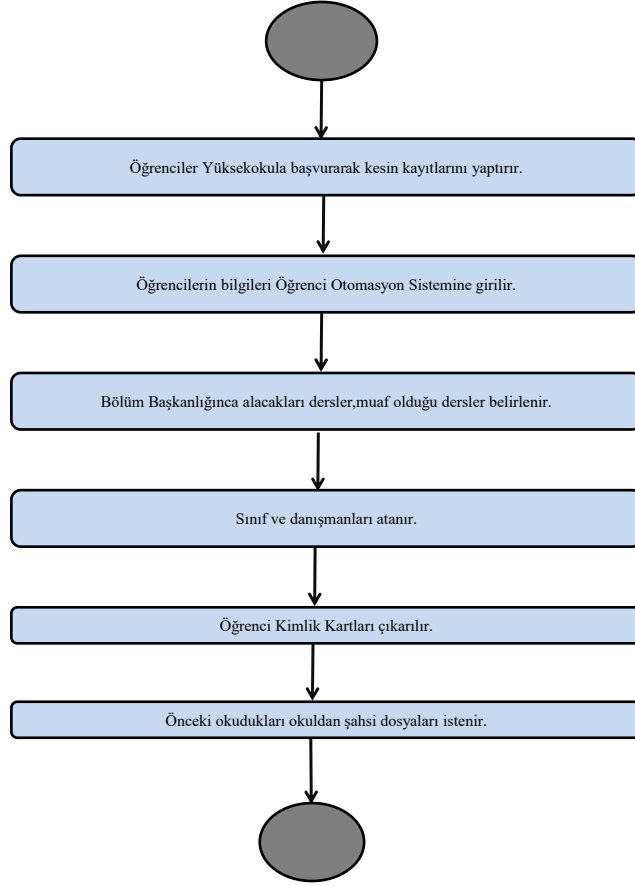 Öğrenciler Yüksekokula başvurarak kesin kayıtlarını yaptırır.
Öğrencilerin bilgileri Öğrenci Otomasyon Sistemine girilir.
Bölüm Başkanlığınca alacakları dersler,muaf olduğu dersler belirlenir.
Sınıf ve danışmanları atanır.
Öğrenci Kimlik Kartları çıkarılır.
Önceki okudukları okuldan şahsi dosyaları istenir.